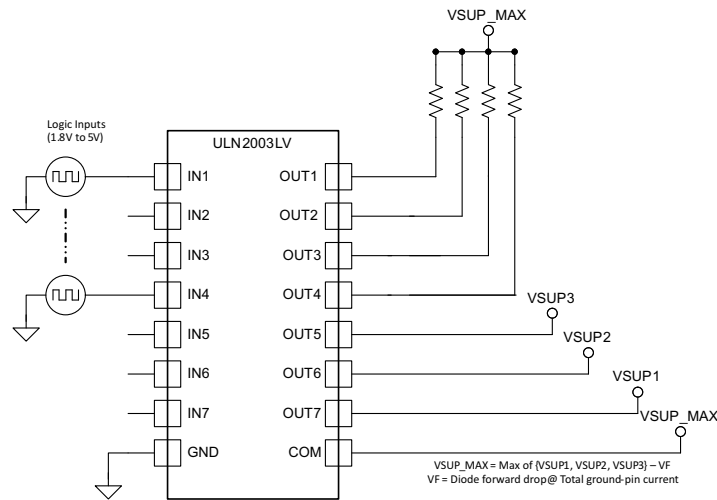 VSUP_MAX
Logic Inputs
(1.8V to 5V)
ULN2003LV
IN1
OUT1
IN2
OUT2
IN3
OUT3
IN4
OUT4
VSUP3
IN5
OUT5
VSUP2
IN6
OUT6
VSUP1
IN7
OUT7
VSUP_MAX
GND
COM
VSUP_MAX = Max of {VSUP1, VSUP2, VSUP3} – VF
VF = Diode forward drop@ Total ground-pin current